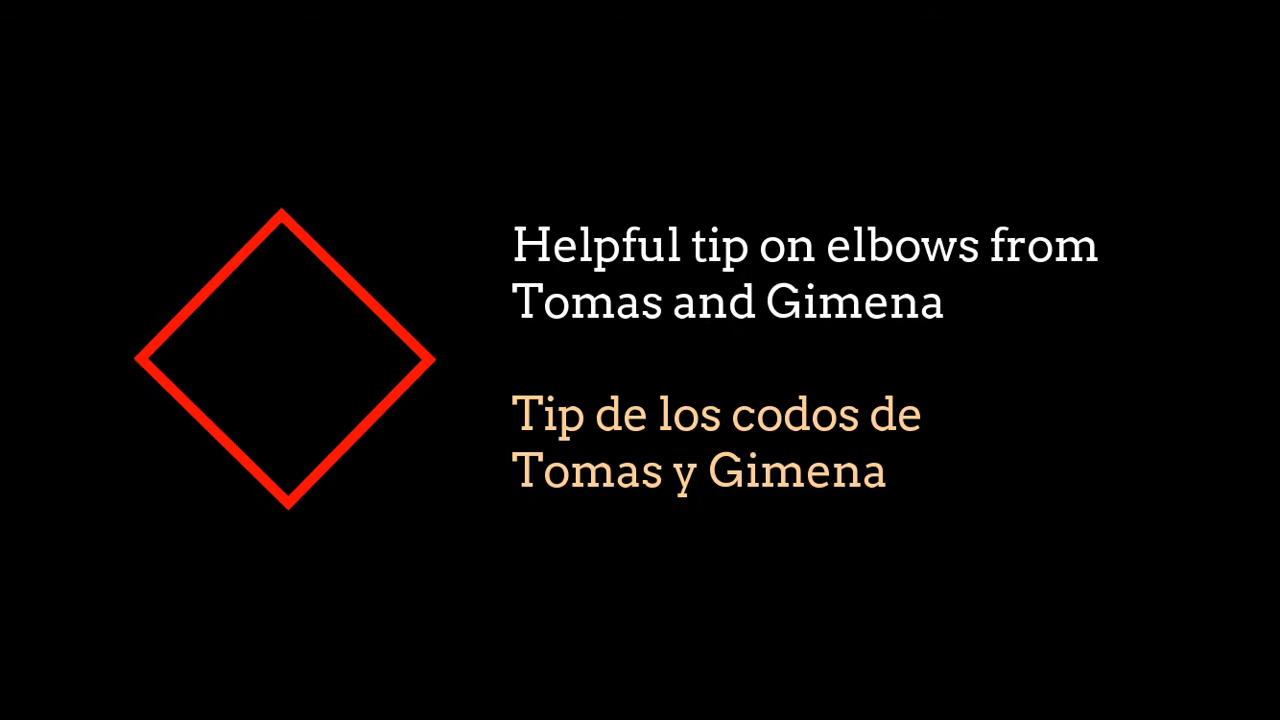 Helpful tip on elbows from
Tomas and Gimena
Tip de los codos de
Tomas y Gimena